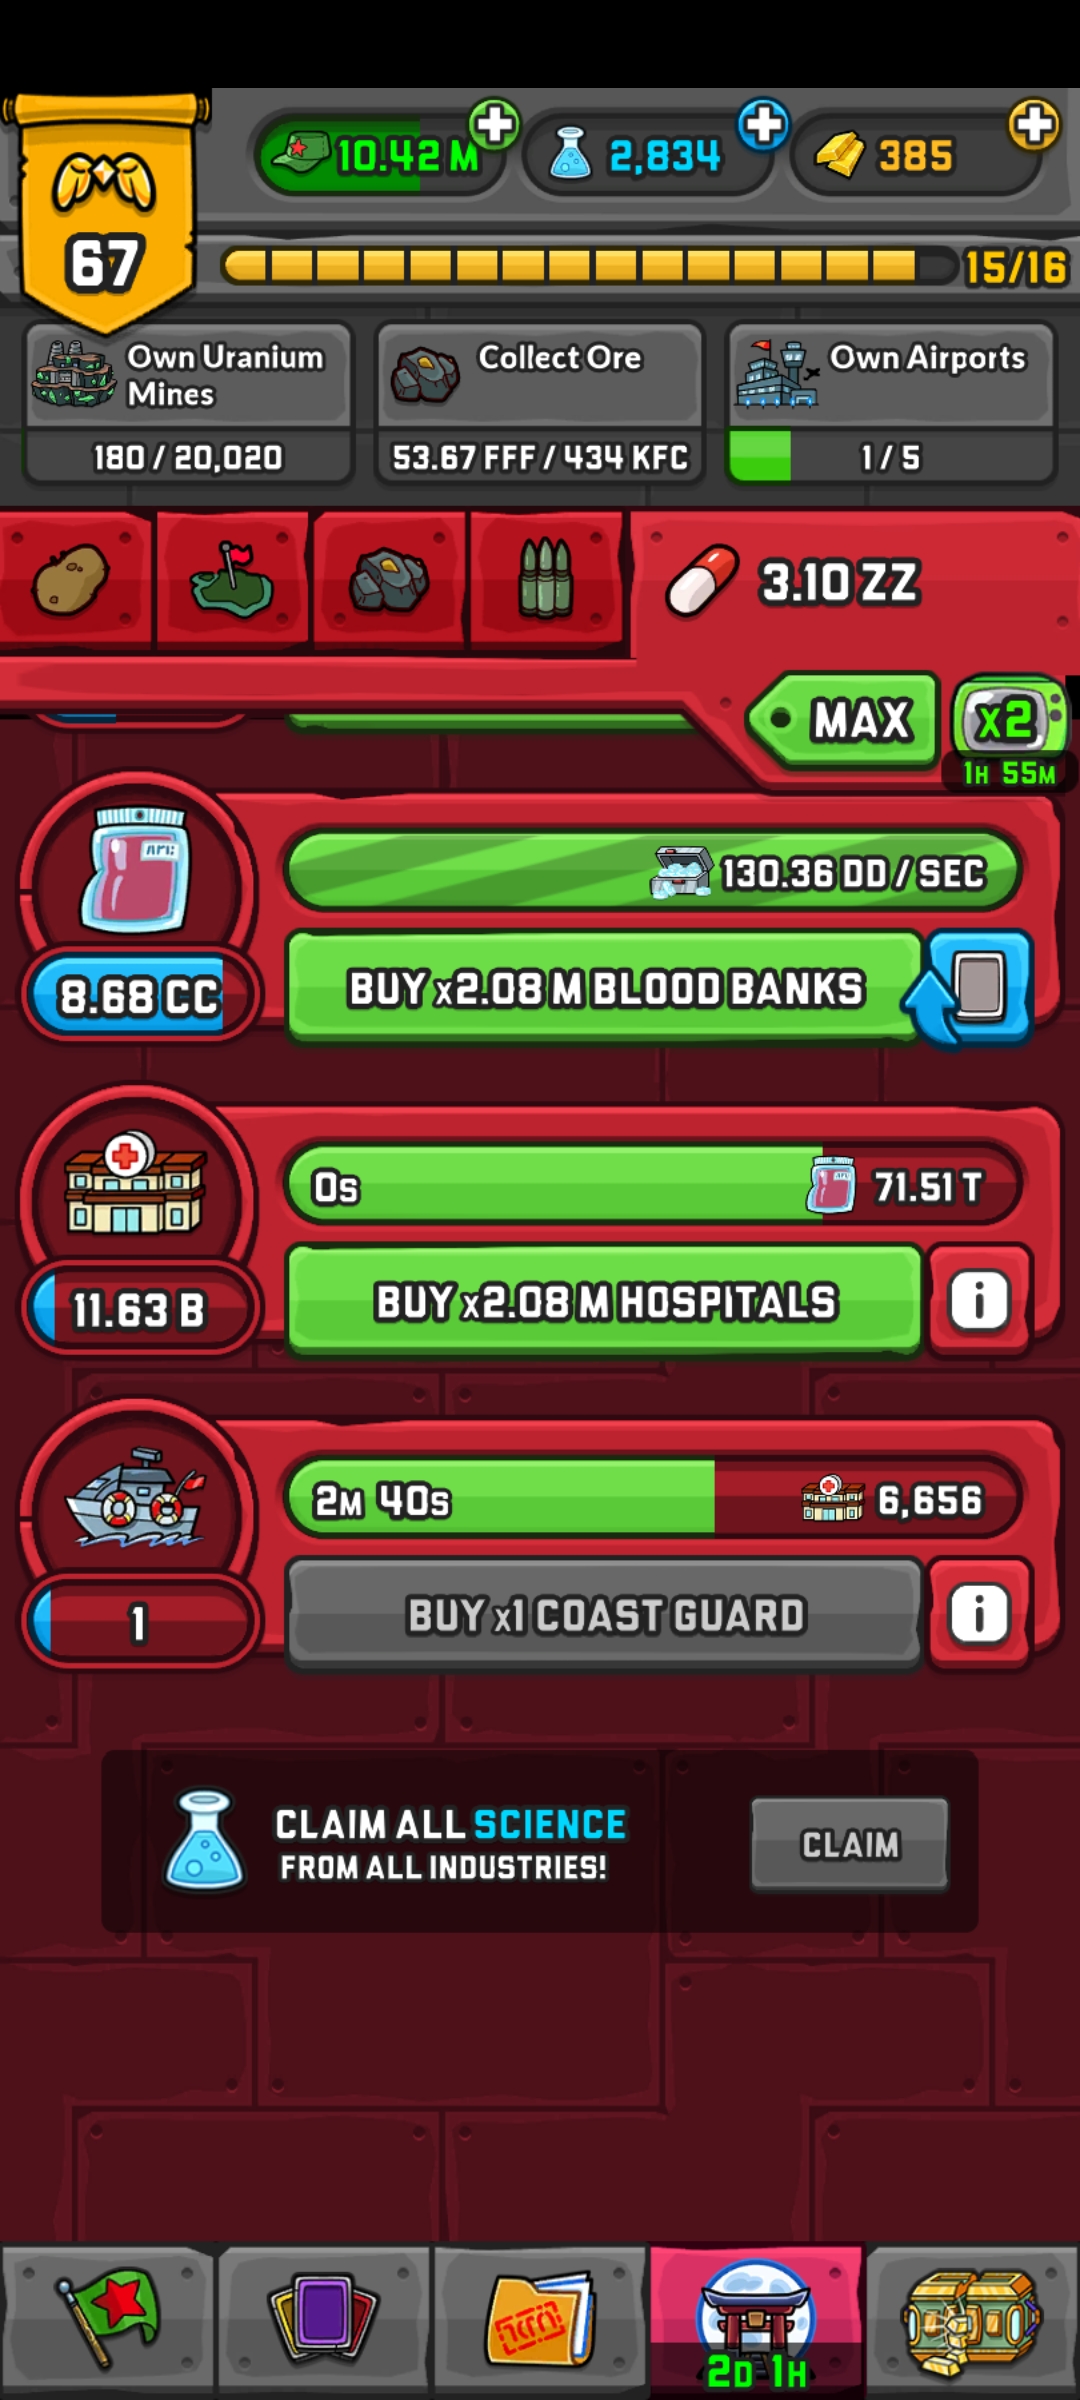 10.42 M
2,834
385
67
15/16
Own Uranium
Mines
180 / 20,020
Collect Ore
53.67 FFF / 434 KFC
Own Airports
1 / 5
3.10 ZZ
MAX
x2
1H 55M
130.36 DD / SEC
8.68 CC
BUY x2.08 M BLOOD BANKS
0s
71.51 T
11.63 B
BUY x2.08 M HOSPITALS
i
2M 40s
6,656
1
BUY x1 COAST GUARD
i
CLAIM ALL SCIENCE
FROM ALL INDUSTRIES!
CLAIM
2D 1H